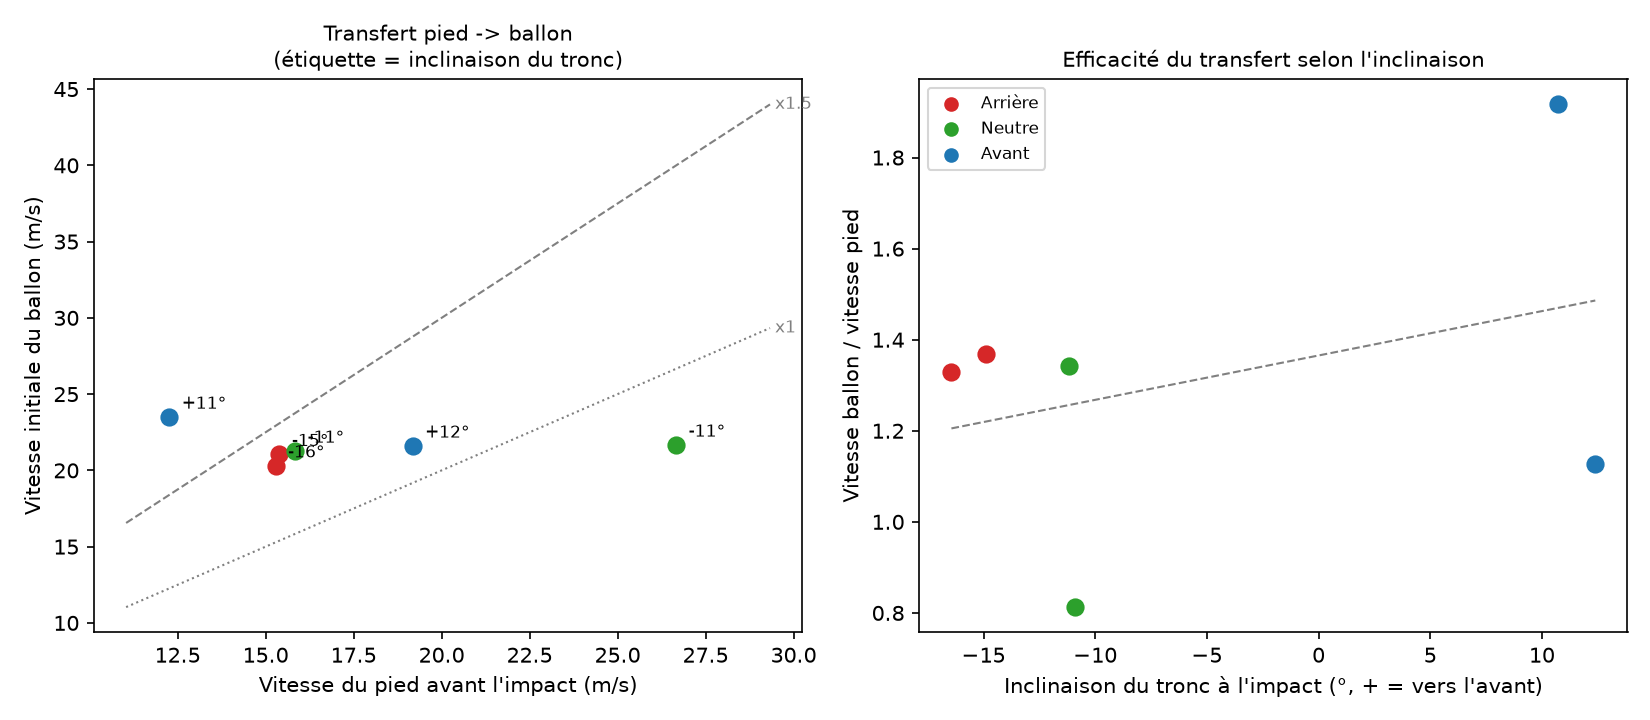 Transfert pied -> ballon
(étiquette = inclinaison du tronc)
Vitesse initiale du ballon (m/s)
45
40
35
30
25
20
15
10
x1.5
x1
+11°
-15°
-11°
-16°
+12°
-11°
12.5 15.0 17.5 20.0 22.5 25.0 27.5 30.0
Vitesse du pied avant l'impact (m/s)
Efficacité du transfert selon l'inclinaison
Arrière
Neutre
Avant
Vitesse ballon / vitesse pied
1.8
1.6
1.4
1.2
1.0
0.8
−15 −10 −5 0 5 10
Inclinaison du tronc à l'impact (°, + = vers l'avant)